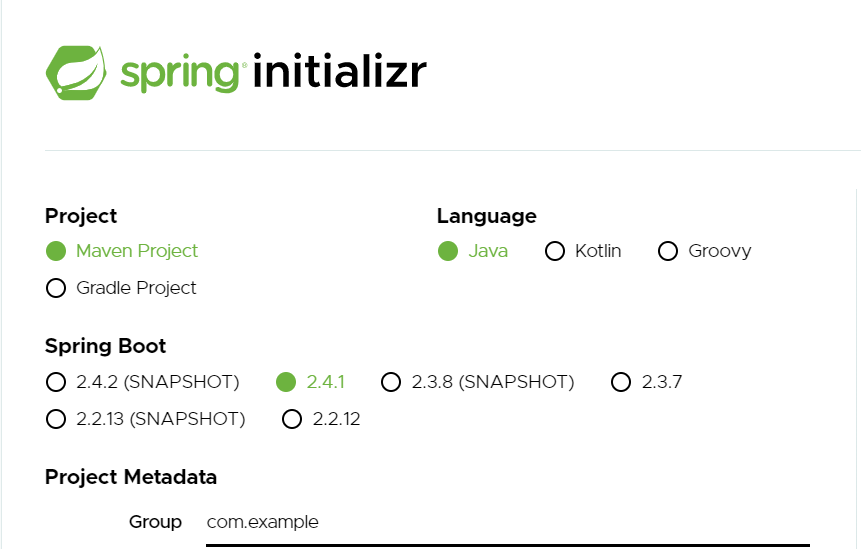 spring® initializr
Project
Maven Project
Gradle Project
Language
Java Kotlin Groovy
Spring Boot
2.4.2 (SNAPSHOT) 2.4.1 2.3.8 (SNAPSHOT) 2.3.7
2.2.13 (SNAPSHOT) 2.2.12
Project Metadata
Group com.example